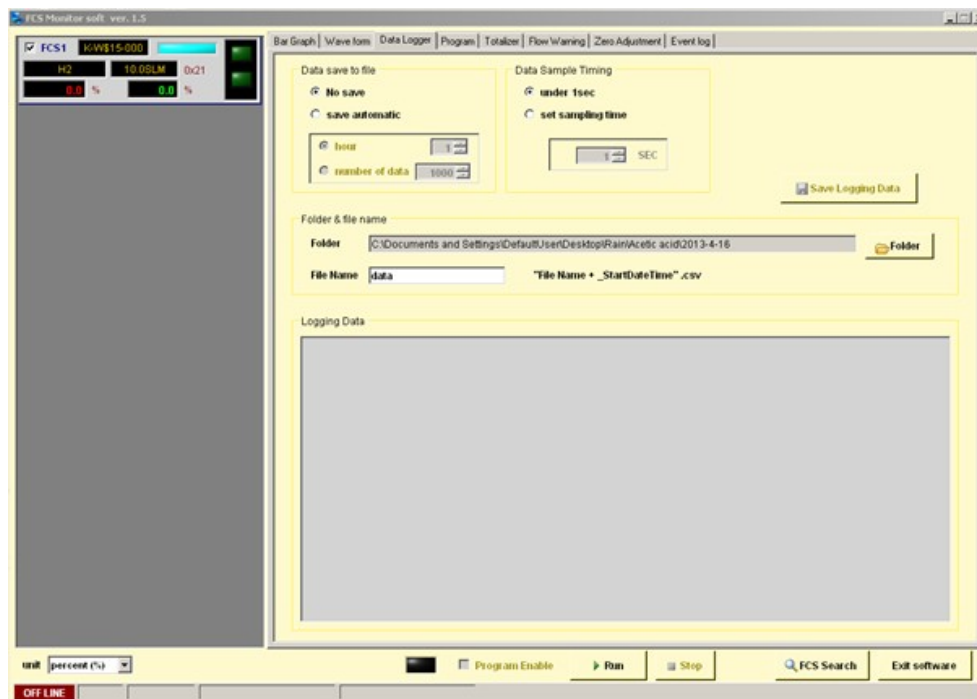 FCS Monitor soft ver. 1.5
FCS1 K-W$15-000
H2 10.0SLM 0x21
0.0 % 0.0 %
Bar Graph Wave form Data Logger Program Totalizer Flow Warning Zero Adjustment Event log
Data save to file Data Sample Timing
No save under 1sec
save automatic set sampling time
hour 1 1 SEC
number of data 1000
Save Logging Data
Folder & file name
Folder C:\Documents and Settings\DefaultUser\Desktop\Rain\Acetic acid\2013-4-16 Folder
File Name data "File Name + _StartDateTime" .csv
Logging Data
unit percent (%) Program Enable Run Stop FCS Search Exit software
OFF LINE